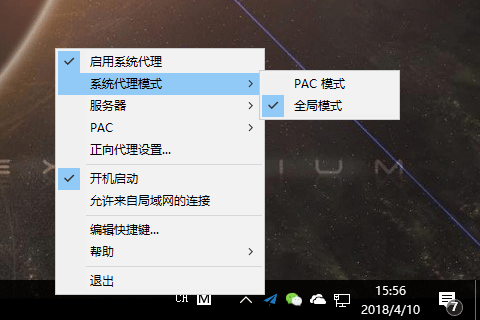 启用系统代理
系统代理模式
PAC 模式
全局模式
服务器
PAC
正向代理设置...
开机启动
允许来自局域网的连接
编辑快捷键...
帮助
退出
CH M
15:56
2018/4/10
7